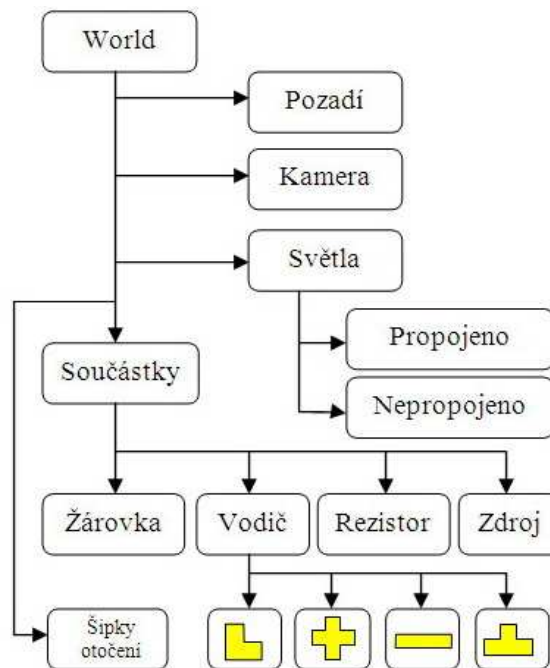 World
Pozadí
Kamera
Světla
Propojeno
Součástky
Nepropojeno
Žárovka
Vodič
Rezistor
Zdroj
Šipky
otočení